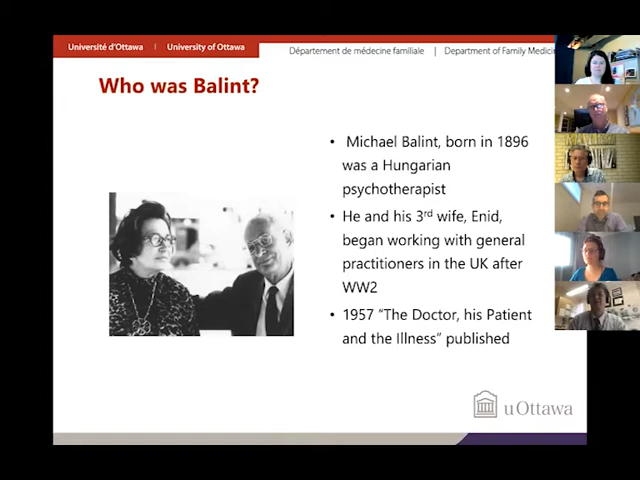 Université d'Ottawa | University of Ottawa
Département de médecine familiale | Department of Family Medicin
Who was Balint?
• Michael Balint, born in 1896
was a Hungarian
psychotherapist
• He and his 3rd wife, Enid,
began working with general
practitioners in the UK after
WW2
• 1957 "The Doctor, his Patient
and the Illness" published
uOttawa